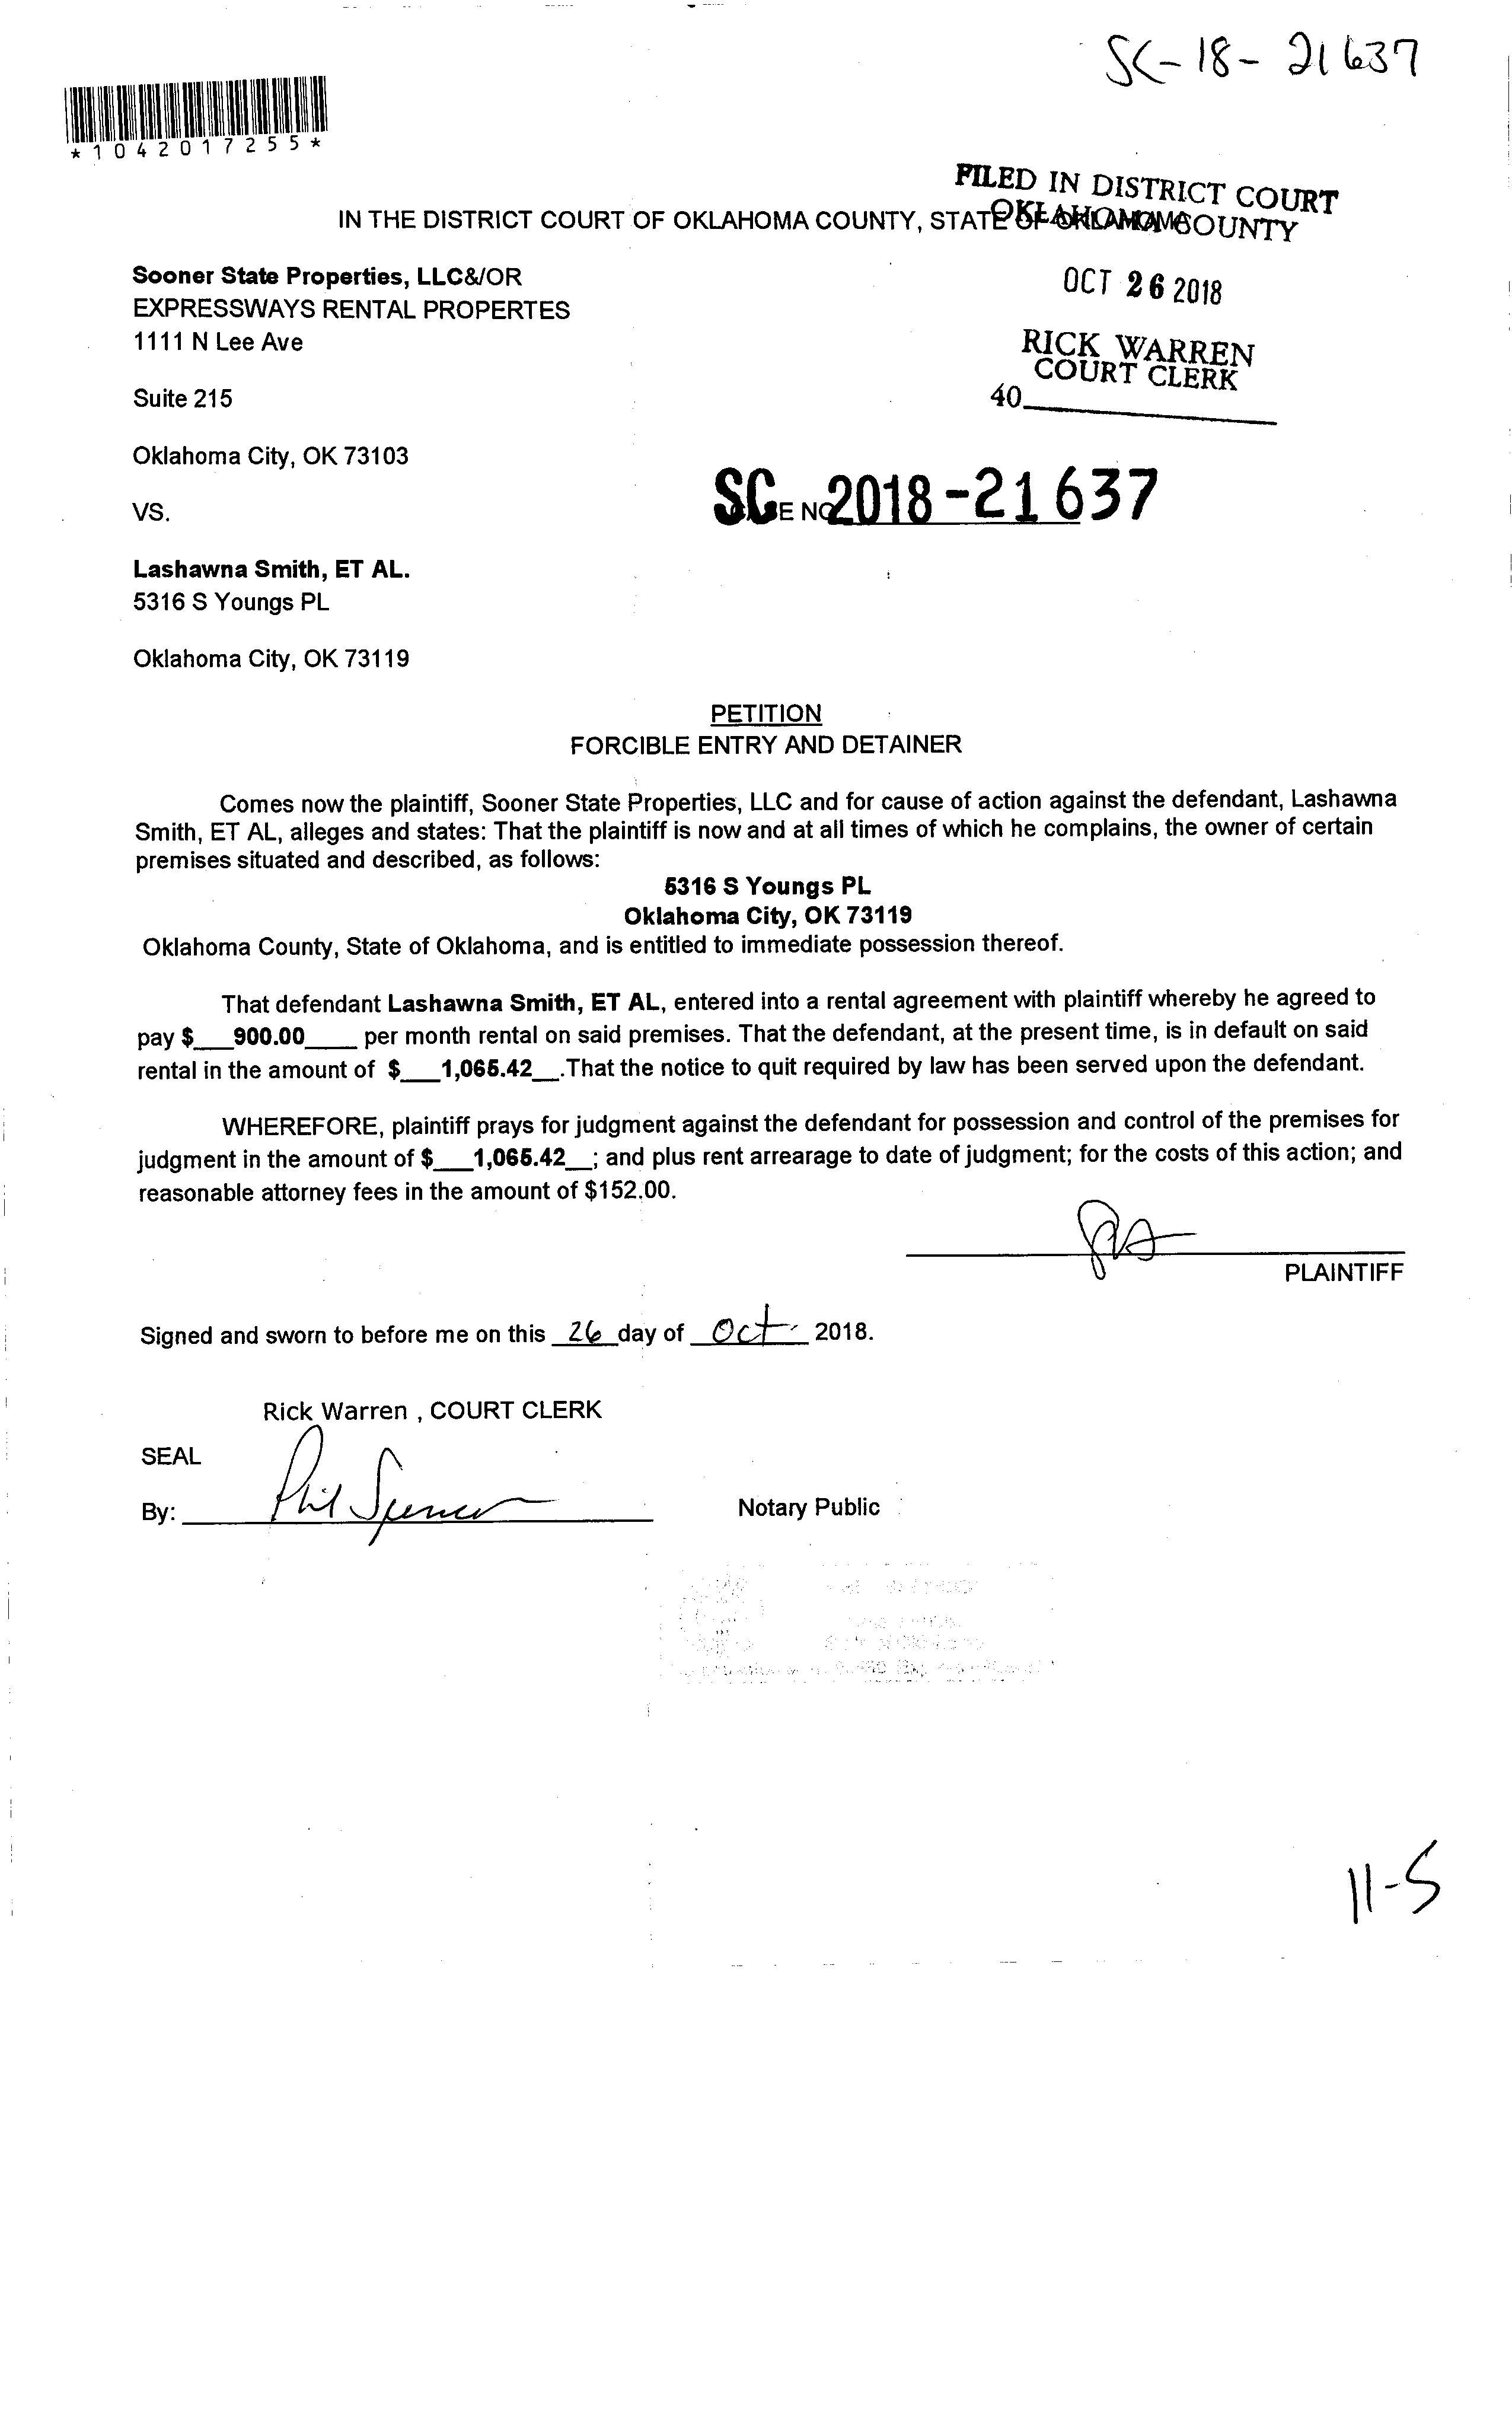 SC-18-21637
*1042017255*
FILED IN DISTRICT COURT
OKLAHOMA COUNTY
IN THE DISTRICT COURT OF OKLAHOMA COUNTY, STATE OF OKLAHOMA
Sooner State Properties, LLC&/OR
OCT 26 2018
EXPRESSWAYS RENTAL PROPERTES
1111 N Lee Ave
RICK WARREN
COURT CLERK
Suite 215
40
Oklahoma City, OK 73103
SC E NO 2018-21637
VS.
Lashawna Smith, ET AL.
5316 S Youngs PL
Oklahoma City, OK 73119
PETITION
FORCIBLE ENTRY AND DETAINER
Comes now the plaintiff, Sooner State Properties, LLC and for cause of action against the defendant, Lashawna
Smith, ET AL, alleges and states: That the plaintiff is now and at all times of which he complains, the owner of certain
premises situated and described, as follows:
5316 S Youngs PL
Oklahoma City, OK 73119
Oklahoma County, State of Oklahoma, and is entitled to immediate possession thereof.
That defendant Lashawna Smith, ET AL, entered into a rental agreement with plaintiff whereby he agreed to
pay $___900.00____ per month rental on said premises. That the defendant, at the present time, is in default on said
rental in the amount of $___1,065.42__.That the notice to quit required by law has been served upon the defendant.
WHEREFORE, plaintiff prays for judgment against the defendant for possession and control of the premises for
judgment in the amount of $___1,065.42__; and plus rent arrearage to date of judgment; for the costs of this action; and
reasonable attorney fees in the amount of $152.00.
PLAINTIFF
Signed and sworn to before me on this 26 day of Oct. 2018.
Rick Warren , COURT CLERK
SEAL
By: Phil Spencer
Notary Public
11-5